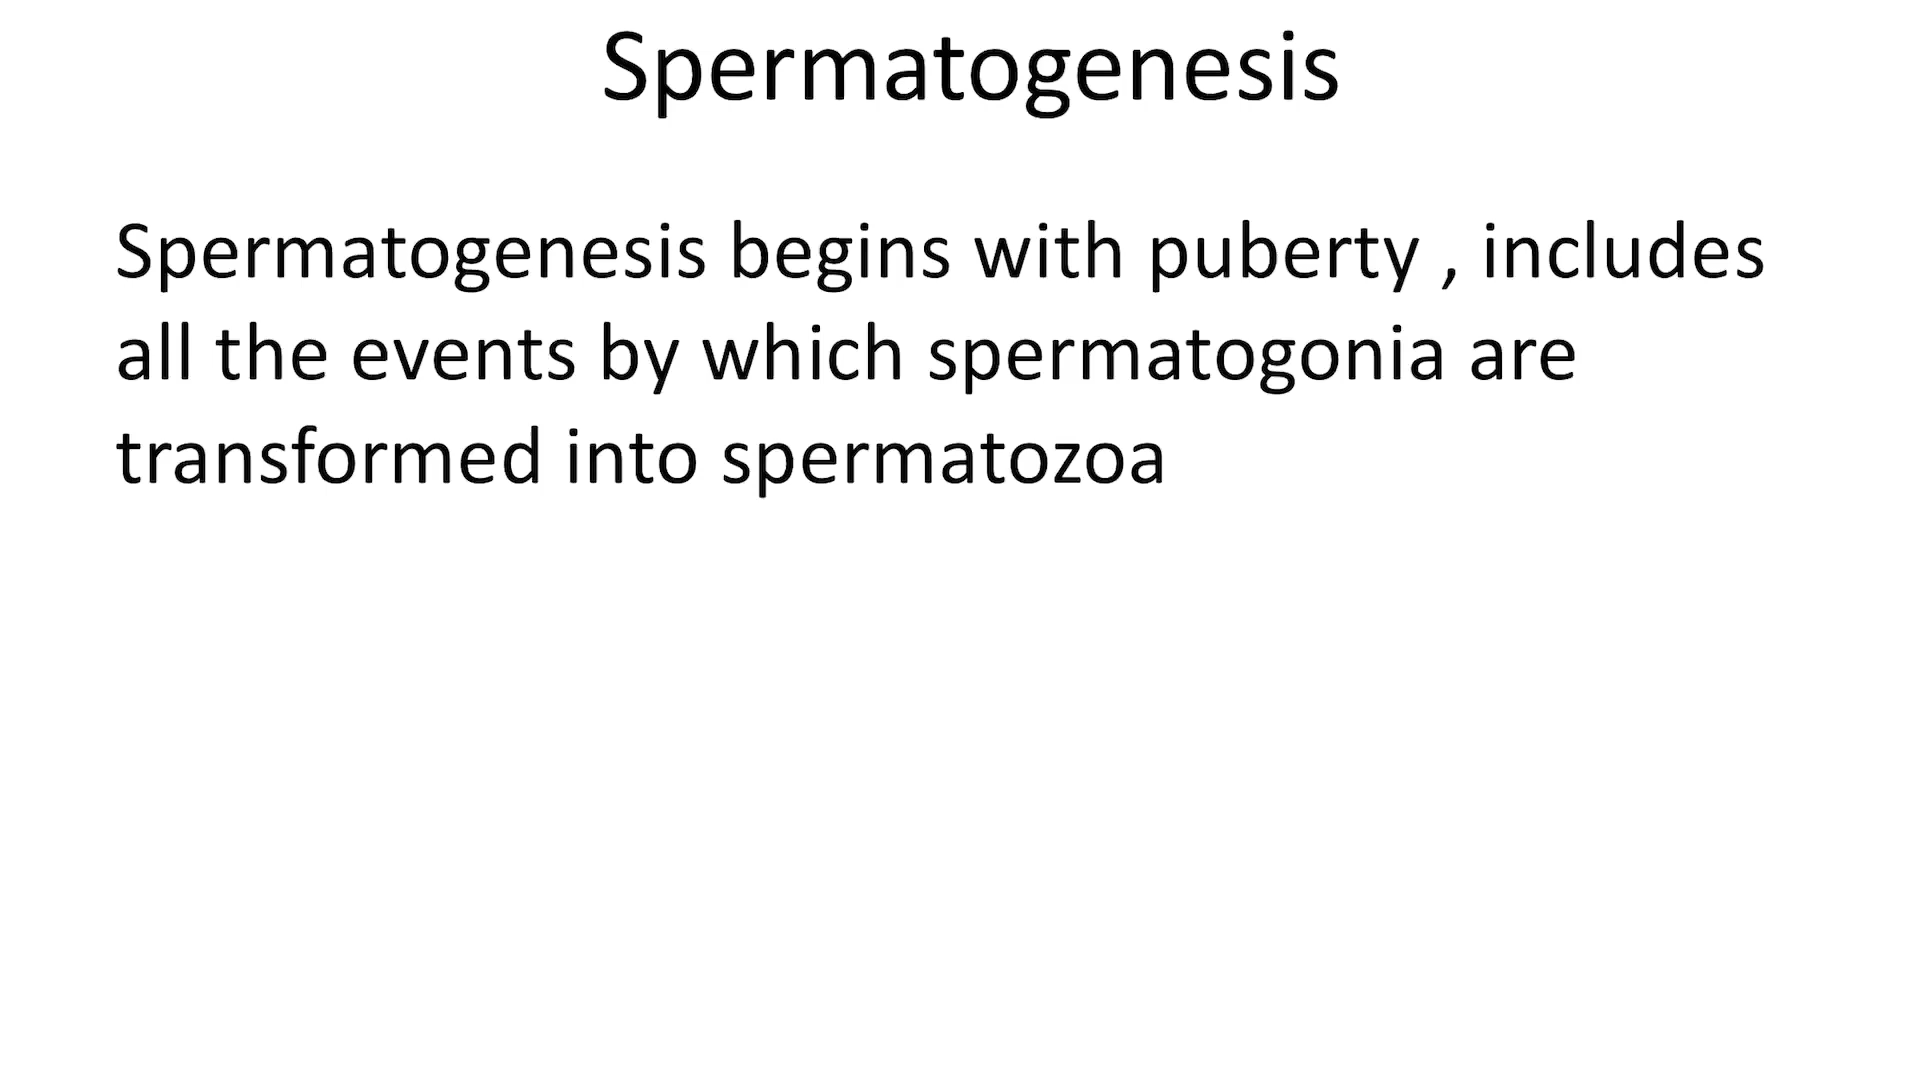 Spermatogenesis
Spermatogenesis begins with puberty , includes
all the events by which spermatogonia are
transformed into spermatozoa